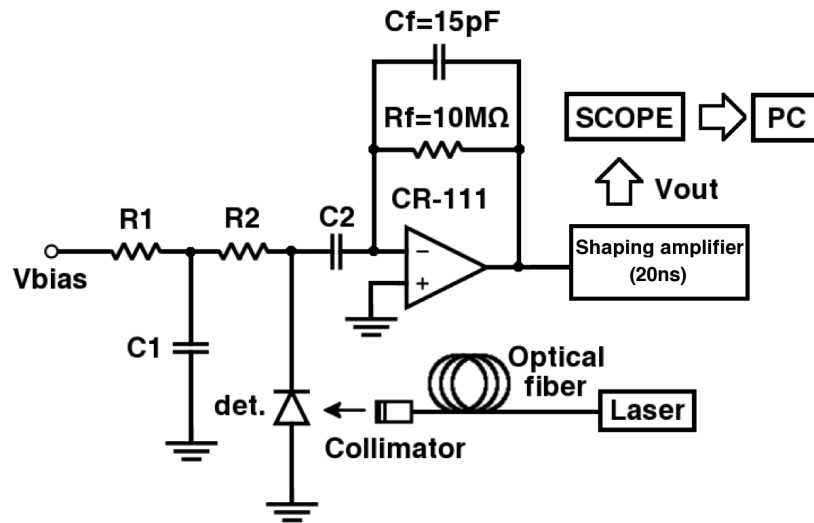 Cf=15pF
Rf=10MΩ
SCOPE
PC
CR-111
Vout
R1
R2
C2
Vbias
−
+
Shaping amplifier
(20ns)
C1
det.
Optical
fiber
Collimator
Laser